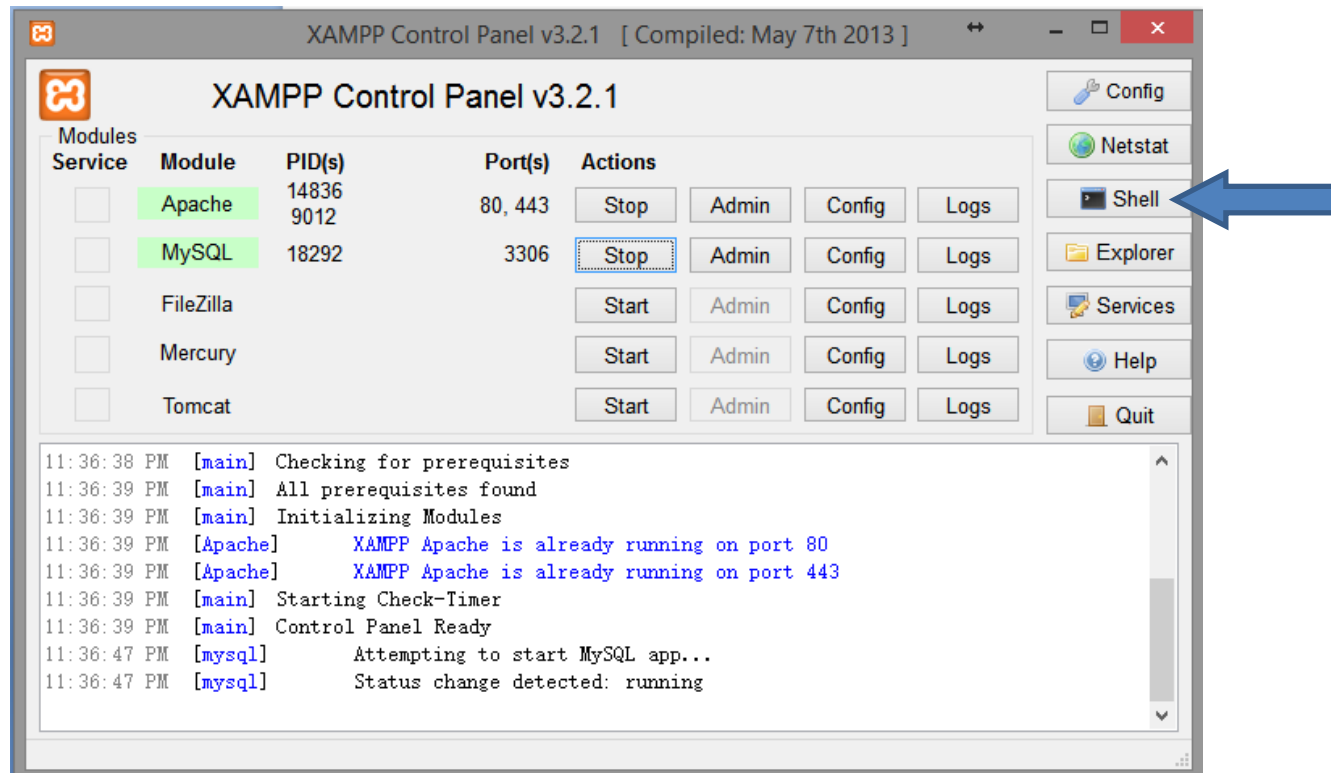 XAMPP Control Panel v3.2.1 [ Compiled: May 7th 2013 ]
XAMPP Control Panel v3.2.1
Config
Modules
Netstat
Service Module PID(s) Port(s) Actions
Apache 14836 9012 80, 443 Stop Admin Config Logs
Shell
MySQL 18292 3306 Stop Admin Config Logs
Explorer
FileZilla Start Admin Config Logs
Services
Mercury Start Admin Config Logs
Help
Tomcat Start Admin Config Logs
Quit
11:36:38 PM [main] Checking for prerequisites
11:36:39 PM [main] All prerequisites found
11:36:39 PM [main] Initializing Modules
11:36:39 PM [Apache] XAMPP Apache is already running on port 80
11:36:39 PM [Apache] XAMPP Apache is already running on port 443
11:36:39 PM [main] Starting Check-Timer
11:36:39 PM [main] Control Panel Ready
11:36:47 PM [mysql] Attempting to start MySQL app...
11:36:47 PM [mysql] Status change detected: running